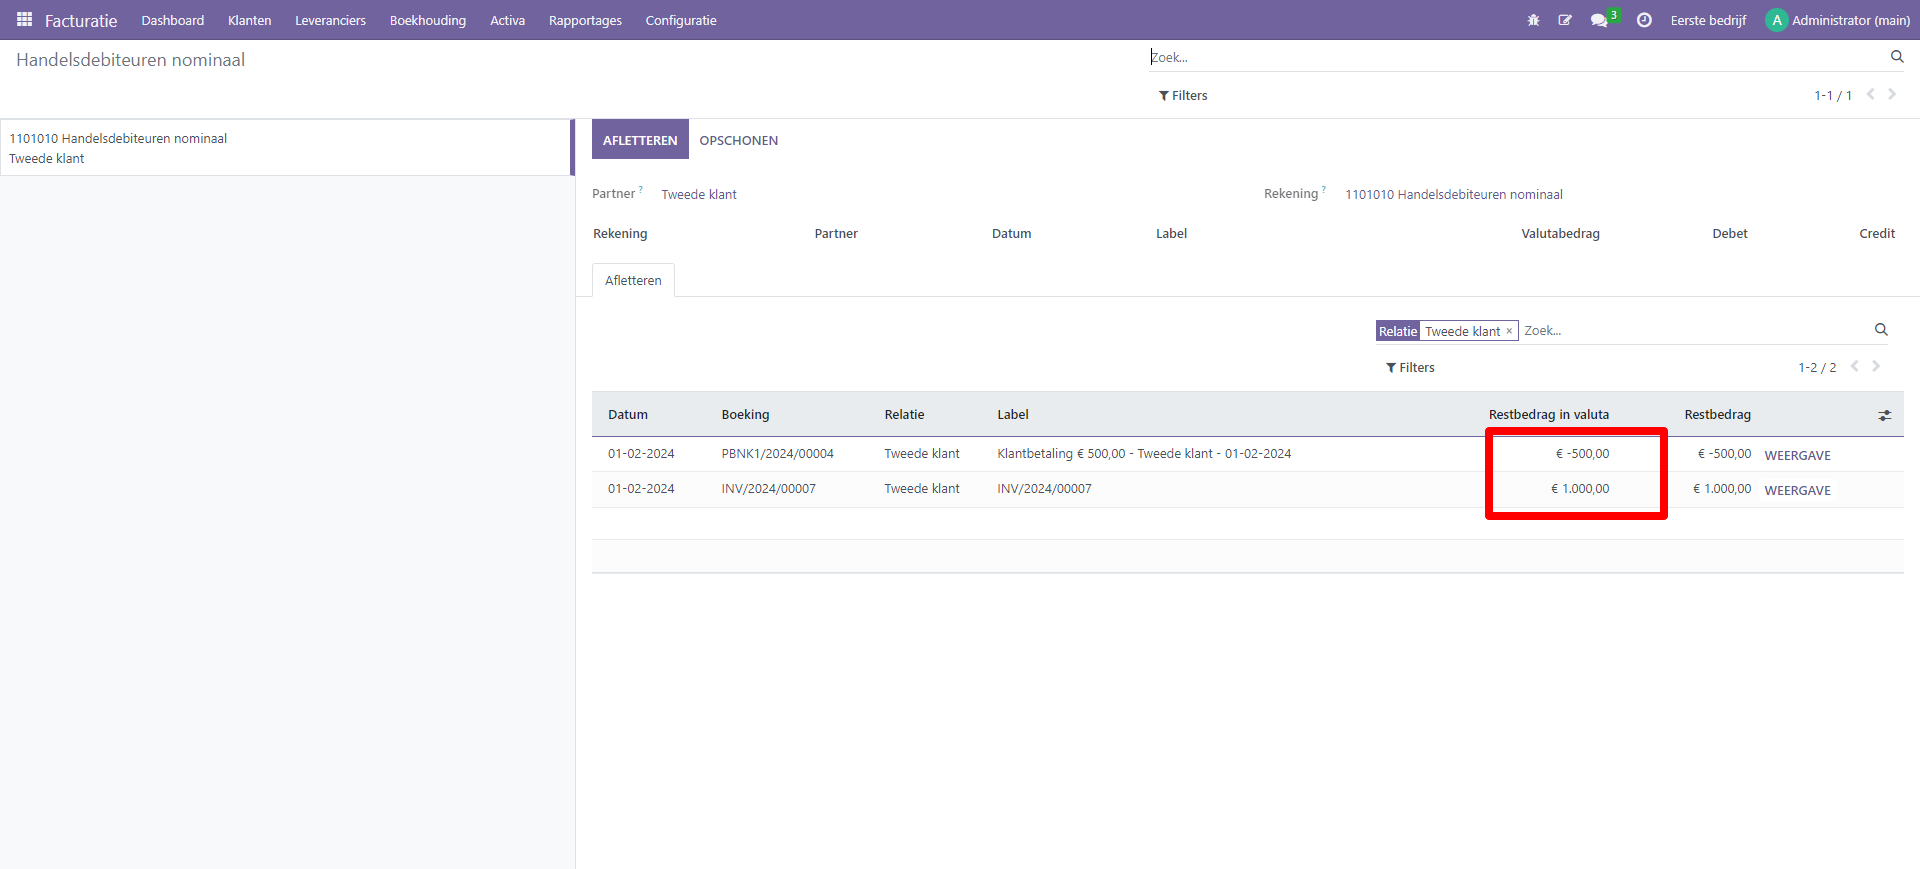 Facturatie Dashboard Klanten Leveranciers Boekhouding Activa Rapportages Configuratie 3 Eerste bedrijf A Administrator (main)
Handelsdebiteuren nominaal Zoek...
Filters 1-1 / 1
1101010 Handelsdebiteuren nominaal
Tweede klant
AFLETTEREN OPSCHONEN
Partner ? Tweede klant Rekening ? 1101010 Handelsdebiteuren nominaal
Rekening Partner Datum Label Valutabedrag Debet Credit
Afletteren
Relatie Tweede klant × Zoek...
Filters 1-2 / 2
Datum Boeking Relatie Label Restbedrag in valuta Restbedrag
01-02-2024 PBNK1/2024/00004 Tweede klant Klantbetaling € 500,00 - Tweede klant - 01-02-2024 € -500,00 € -500,00 WEERGAVE
01-02-2024 INV/2024/00007 Tweede klant INV/2024/00007 € 1.000,00 € 1.000,00 WEERGAVE